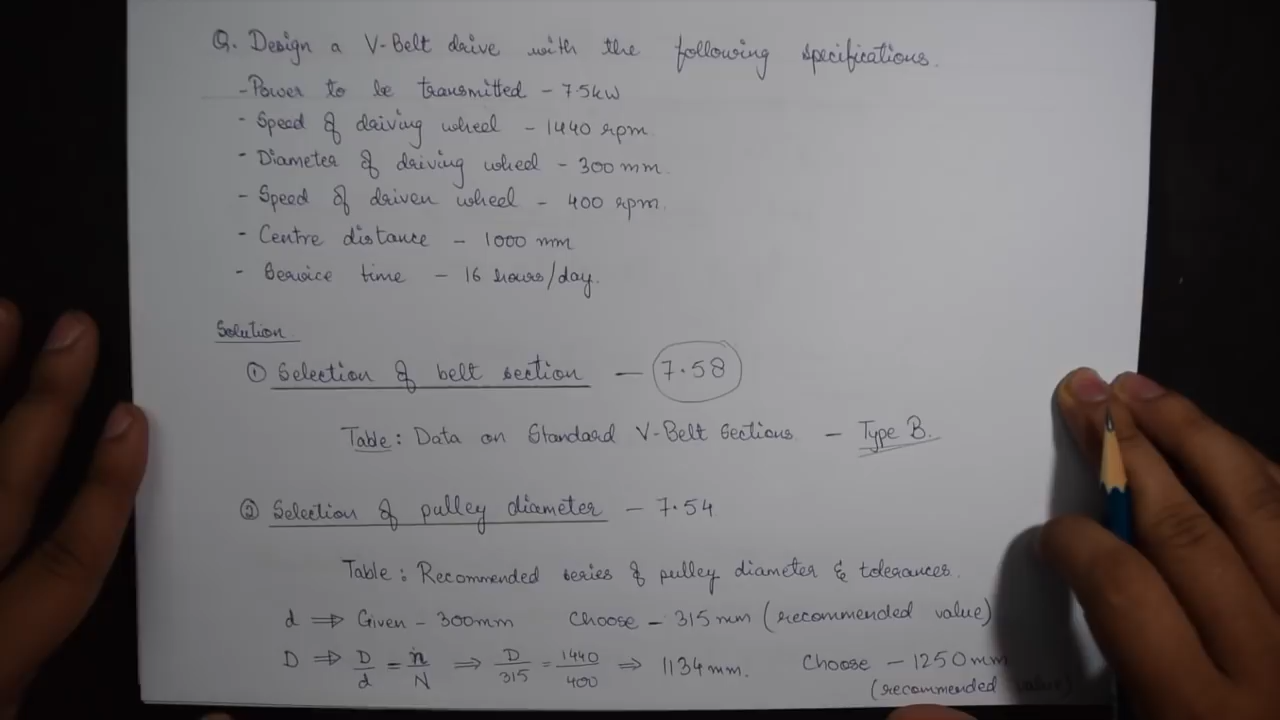 Q. Design a V-Belt drive with the following specifications.
- Power to be transmitted - 7.5kW
- Speed of driving wheel - 1440 rpm.
- Diameter of driving wheel - 300 mm.
- Speed of driven wheel - 400 rpm.
- Centre distance - 1000 mm
- Service time - 16 hours/day.
Solution
① Selection of belt section — 7.58
Table: Data on Standard V-Belt Sections. - Type B.
② Selection of pulley diameter - 7.54
Table: Recommended series of pulley diameter & tolerances.
d ⇒ Given - 300mm Choose - 315 mm (recommended value)
D ⇒ D/d = n/N ⇒ D/315 = 1440/400 ⇒ 1134 mm. Choose - 1250mm
(recommended value)